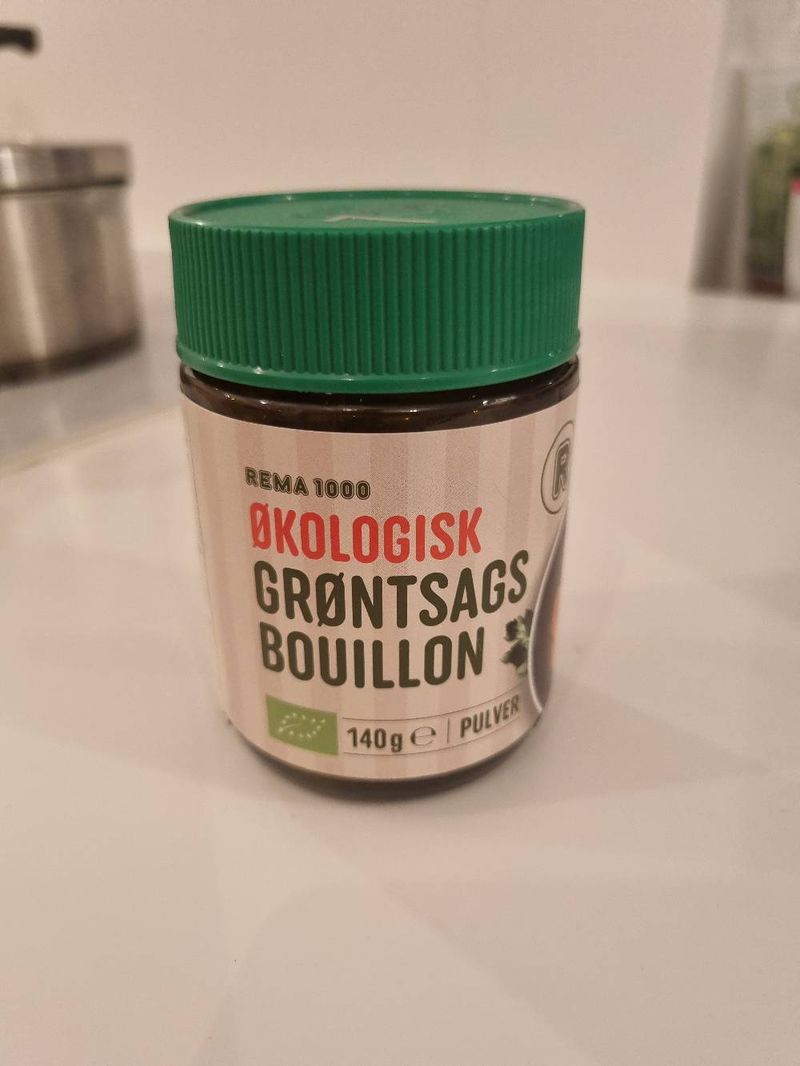 REMA 1000
ØKOLOGISK
GRØNTSAGS
BOUILLON
140g ℮ | PULVER
R